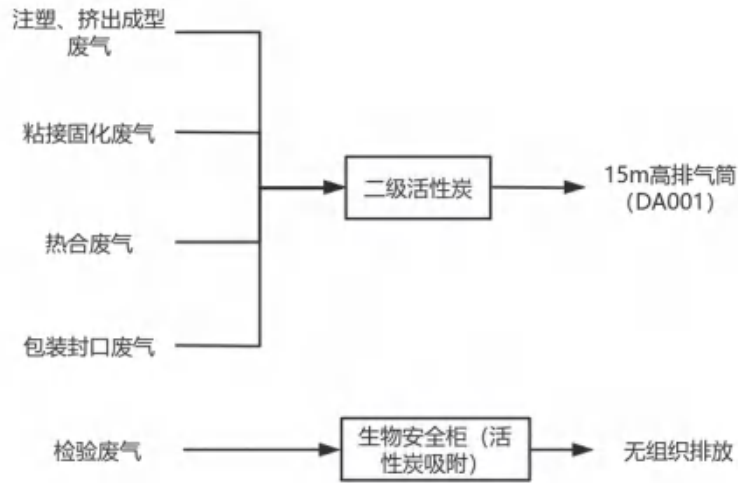 注塑、挤出成型
废气
粘接固化废气
二级活性炭
15m高排气筒
（DA001）
热合废气
包装封口废气
检验废气
生物安全柜（活
性炭吸附）
无组织排放